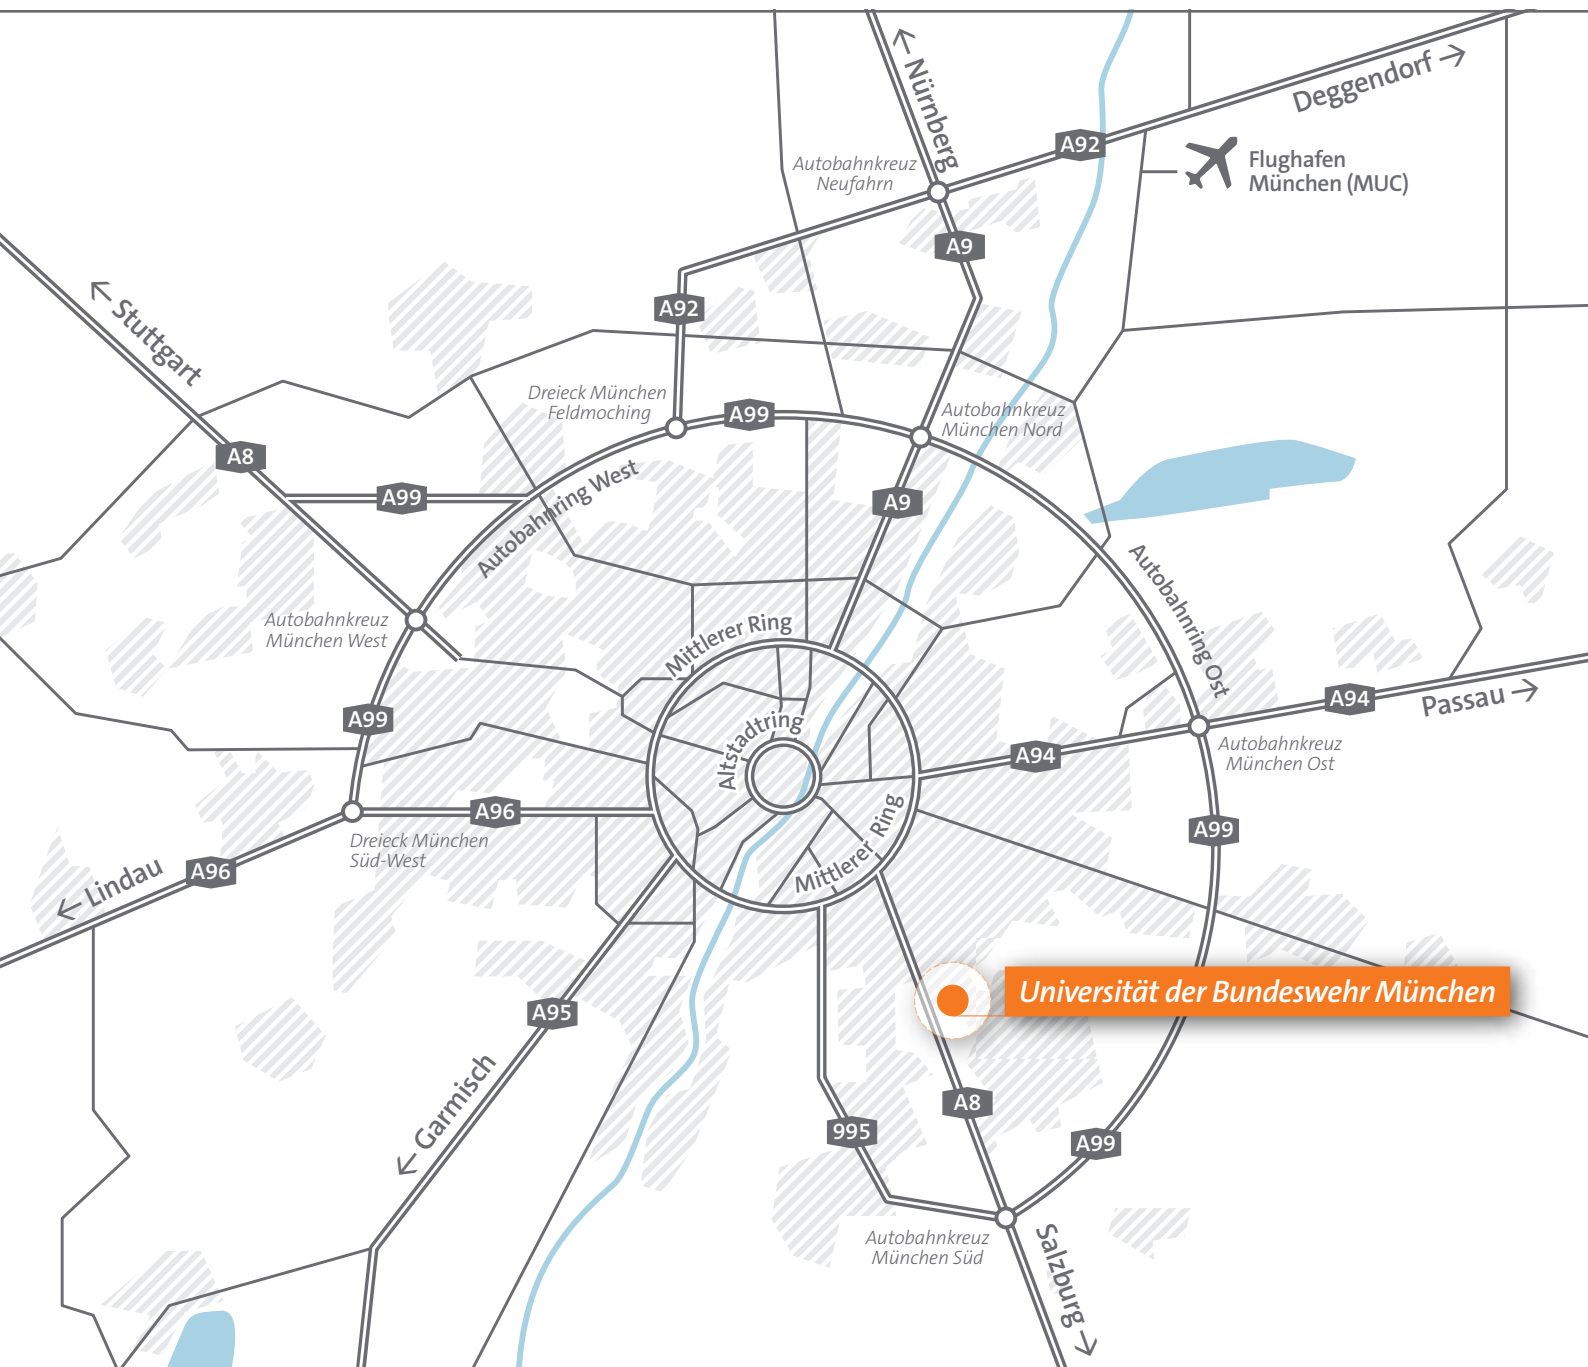 ← Nürnberg
Deggendorf →
A92
Autobahnkreuz
Neufahrn
Flughafen
München (MUC)
A9
← Stuttgart
A92
Dreieck München
Feldmoching
A99
Autobahnkreuz
München Nord
A8
A99
Autobahnring West
A9
Autobahnring Ost
Autobahnkreuz
München West
Mittlerer Ring
A99
Altstadtring
A94
Passau →
Autobahnkreuz
München Ost
A94
A96
Mittlerer Ring
A99
Dreieck München
Süd-West
A96
← Lindau
Universität der Bundeswehr München
A95
← Garmisch
A8
995
A99
Autobahnkreuz
München Süd
Salzburg →